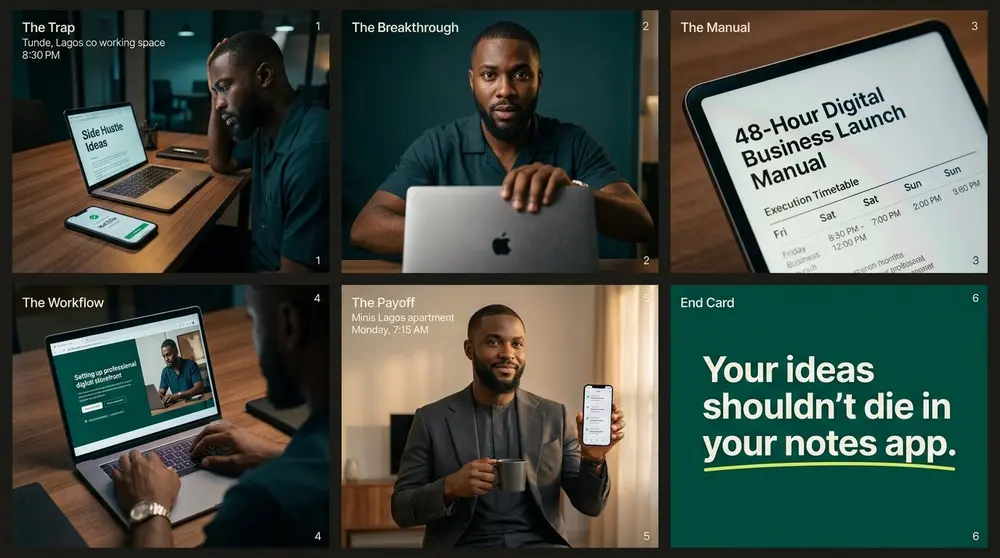 The Trap
1
Tunde, Lagos co working space
8:30 PM
Side Hustle
Ideas
1
The Breakthrough
2
2
The Manual
3
48-Hour Digital
Business Launch
Manual
Execution Timetable
Fri Sat Sat Sun Sun
Friday
Business
8:30 PM -
12:00 PM
7:00 PM
2:00 PM
3
The Workflow
4
Setting up professional
digital storefront
4
The Payoff
5
Minis Lagos apartment
Monday, 7:15 AM
5
End Card
6
Your ideas
shouldn't die in
your notes app.
6